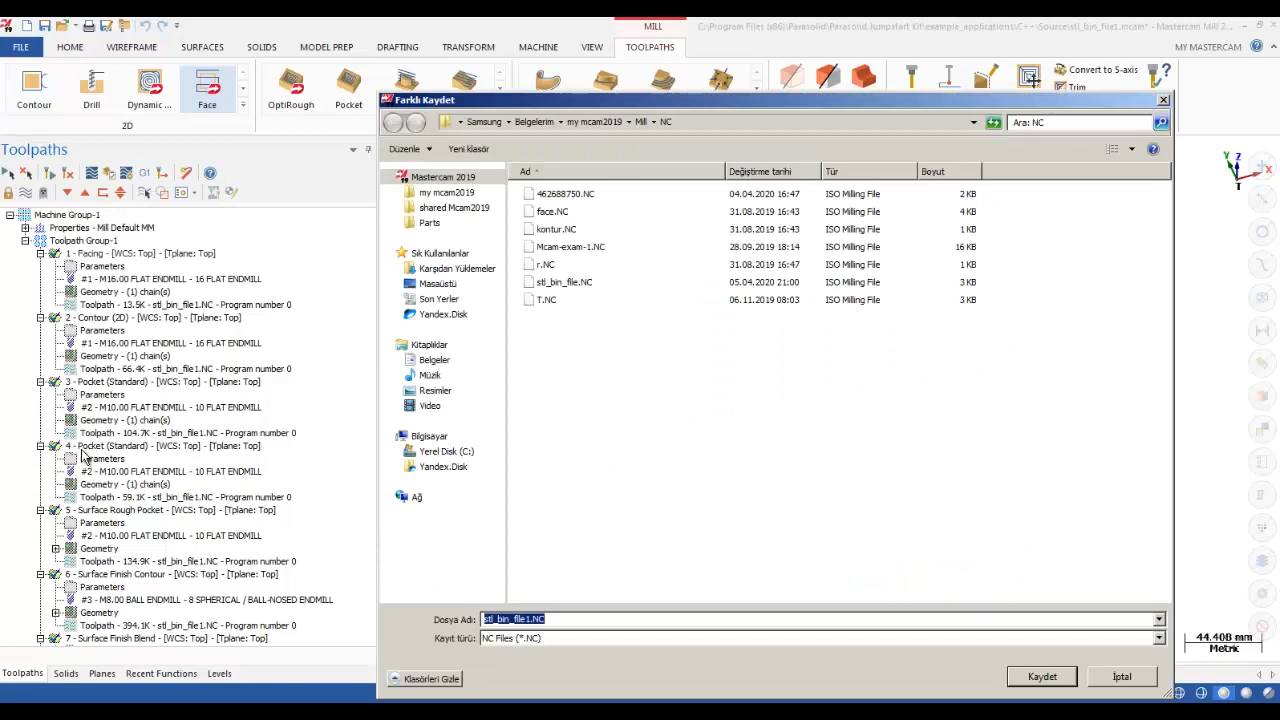 MILL
C:\Program Files (x86)\Parasolid\Parasolid Jumpstart Kit\example_applications\C++\Source\stl_bin_file1.mcam* - Mastercam Mill 2...
FILE
HOME
WIREFRAME
SURFACES
SOLIDS
MODEL PREP
DRAFTING
TRANSFORM
MACHINE
VIEW
TOOLPATHS
MY MASTERCAM
Contour
Drill
Dynamic ...
Face
OptiRough
Pocket
Convert to 5-axis
Trim
2D
Toolpaths
G1
Machine Group-1
Properties - Mill Default MM
Toolpath Group-1
1 - Facing - [WCS: Top] - [Tplane: Top]
Parameters
#1 - M16.00 FLAT ENDMILL - 16 FLAT ENDMILL
Geometry - (1) chain(s)
Toolpath - 13.5K - stl_bin_file1.NC - Program number 0
2 - Contour (2D) - [WCS: Top] - [Tplane: Top]
Parameters
#1 - M16.00 FLAT ENDMILL - 16 FLAT ENDMILL
Geometry - (1) chain(s)
Toolpath - 66.4K - stl_bin_file1.NC - Program number 0
3 - Pocket (Standard) - [WCS: Top] - [Tplane: Top]
Parameters
#2 - M10.00 FLAT ENDMILL - 10 FLAT ENDMILL
Geometry - (1) chain(s)
Toolpath - 104.7K - stl_bin_file1.NC - Program number 0
4 - Pocket (Standard) - [WCS: Top] - [Tplane: Top]
Parameters
#2 - M10.00 FLAT ENDMILL - 10 FLAT ENDMILL
Geometry - (1) chain(s)
Toolpath - 59.1K - stl_bin_file1.NC - Program number 0
5 - Surface Rough Pocket - [WCS: Top] - [Tplane: Top]
Parameters
#2 - M10.00 FLAT ENDMILL - 10 FLAT ENDMILL
Geometry
Toolpath - 134.9K - stl_bin_file1.NC - Program number 0
6 - Surface Finish Contour - [WCS: Top] - [Tplane: Top]
Parameters
#3 - M8.00 BALL ENDMILL - 8 SPHERICAL / BALL-NOSED ENDMILL
Geometry
Toolpath - 394.1K - stl_bin_file1.NC - Program number 0
7 - Surface Finish Blend - [WCS: Top] - [Tplane: Top]
Toolpaths
Solids
Planes
Recent Functions
Levels
Farklı Kaydet
Samsung
Belgelerim
my mcam2019
Mill
NC
Ara: NC
Düzenle
Yeni klasör
Mastercam 2019
my mcam2019
shared Mcam2019
Parts
Sık Kullanılanlar
Karşıdan Yüklemeler
Masaüstü
Son Yerler
Yandex.Disk
Kitaplıklar
Belgeler
Müzik
Resimler
Video
Bilgisayar
Yerel Disk (C:)
Yandex.Disk
Ağ
Ad Değiştirme tarihi Tür Boyut
462688750.NC 04.04.2020 16:47 ISO Milling File 2 KB
face.NC 31.08.2019 16:43 ISO Milling File 4 KB
kontur.NC 31.08.2019 16:43 ISO Milling File 1 KB
Mcam-exam-1.NC 28.09.2019 18:14 ISO Milling File 16 KB
r.NC 31.08.2019 16:47 ISO Milling File 1 KB
stl_bin_file.NC 05.04.2020 21:00 ISO Milling File 3 KB
T.NC 06.11.2019 08:03 ISO Milling File 3 KB
Dosya Adı: stl_bin_file1.NC
Kayıt türü: NC Files (*.NC)
Klasörleri Gizle
Kaydet
İptal
Y
Z
X
T
44.408 mm
Metrik